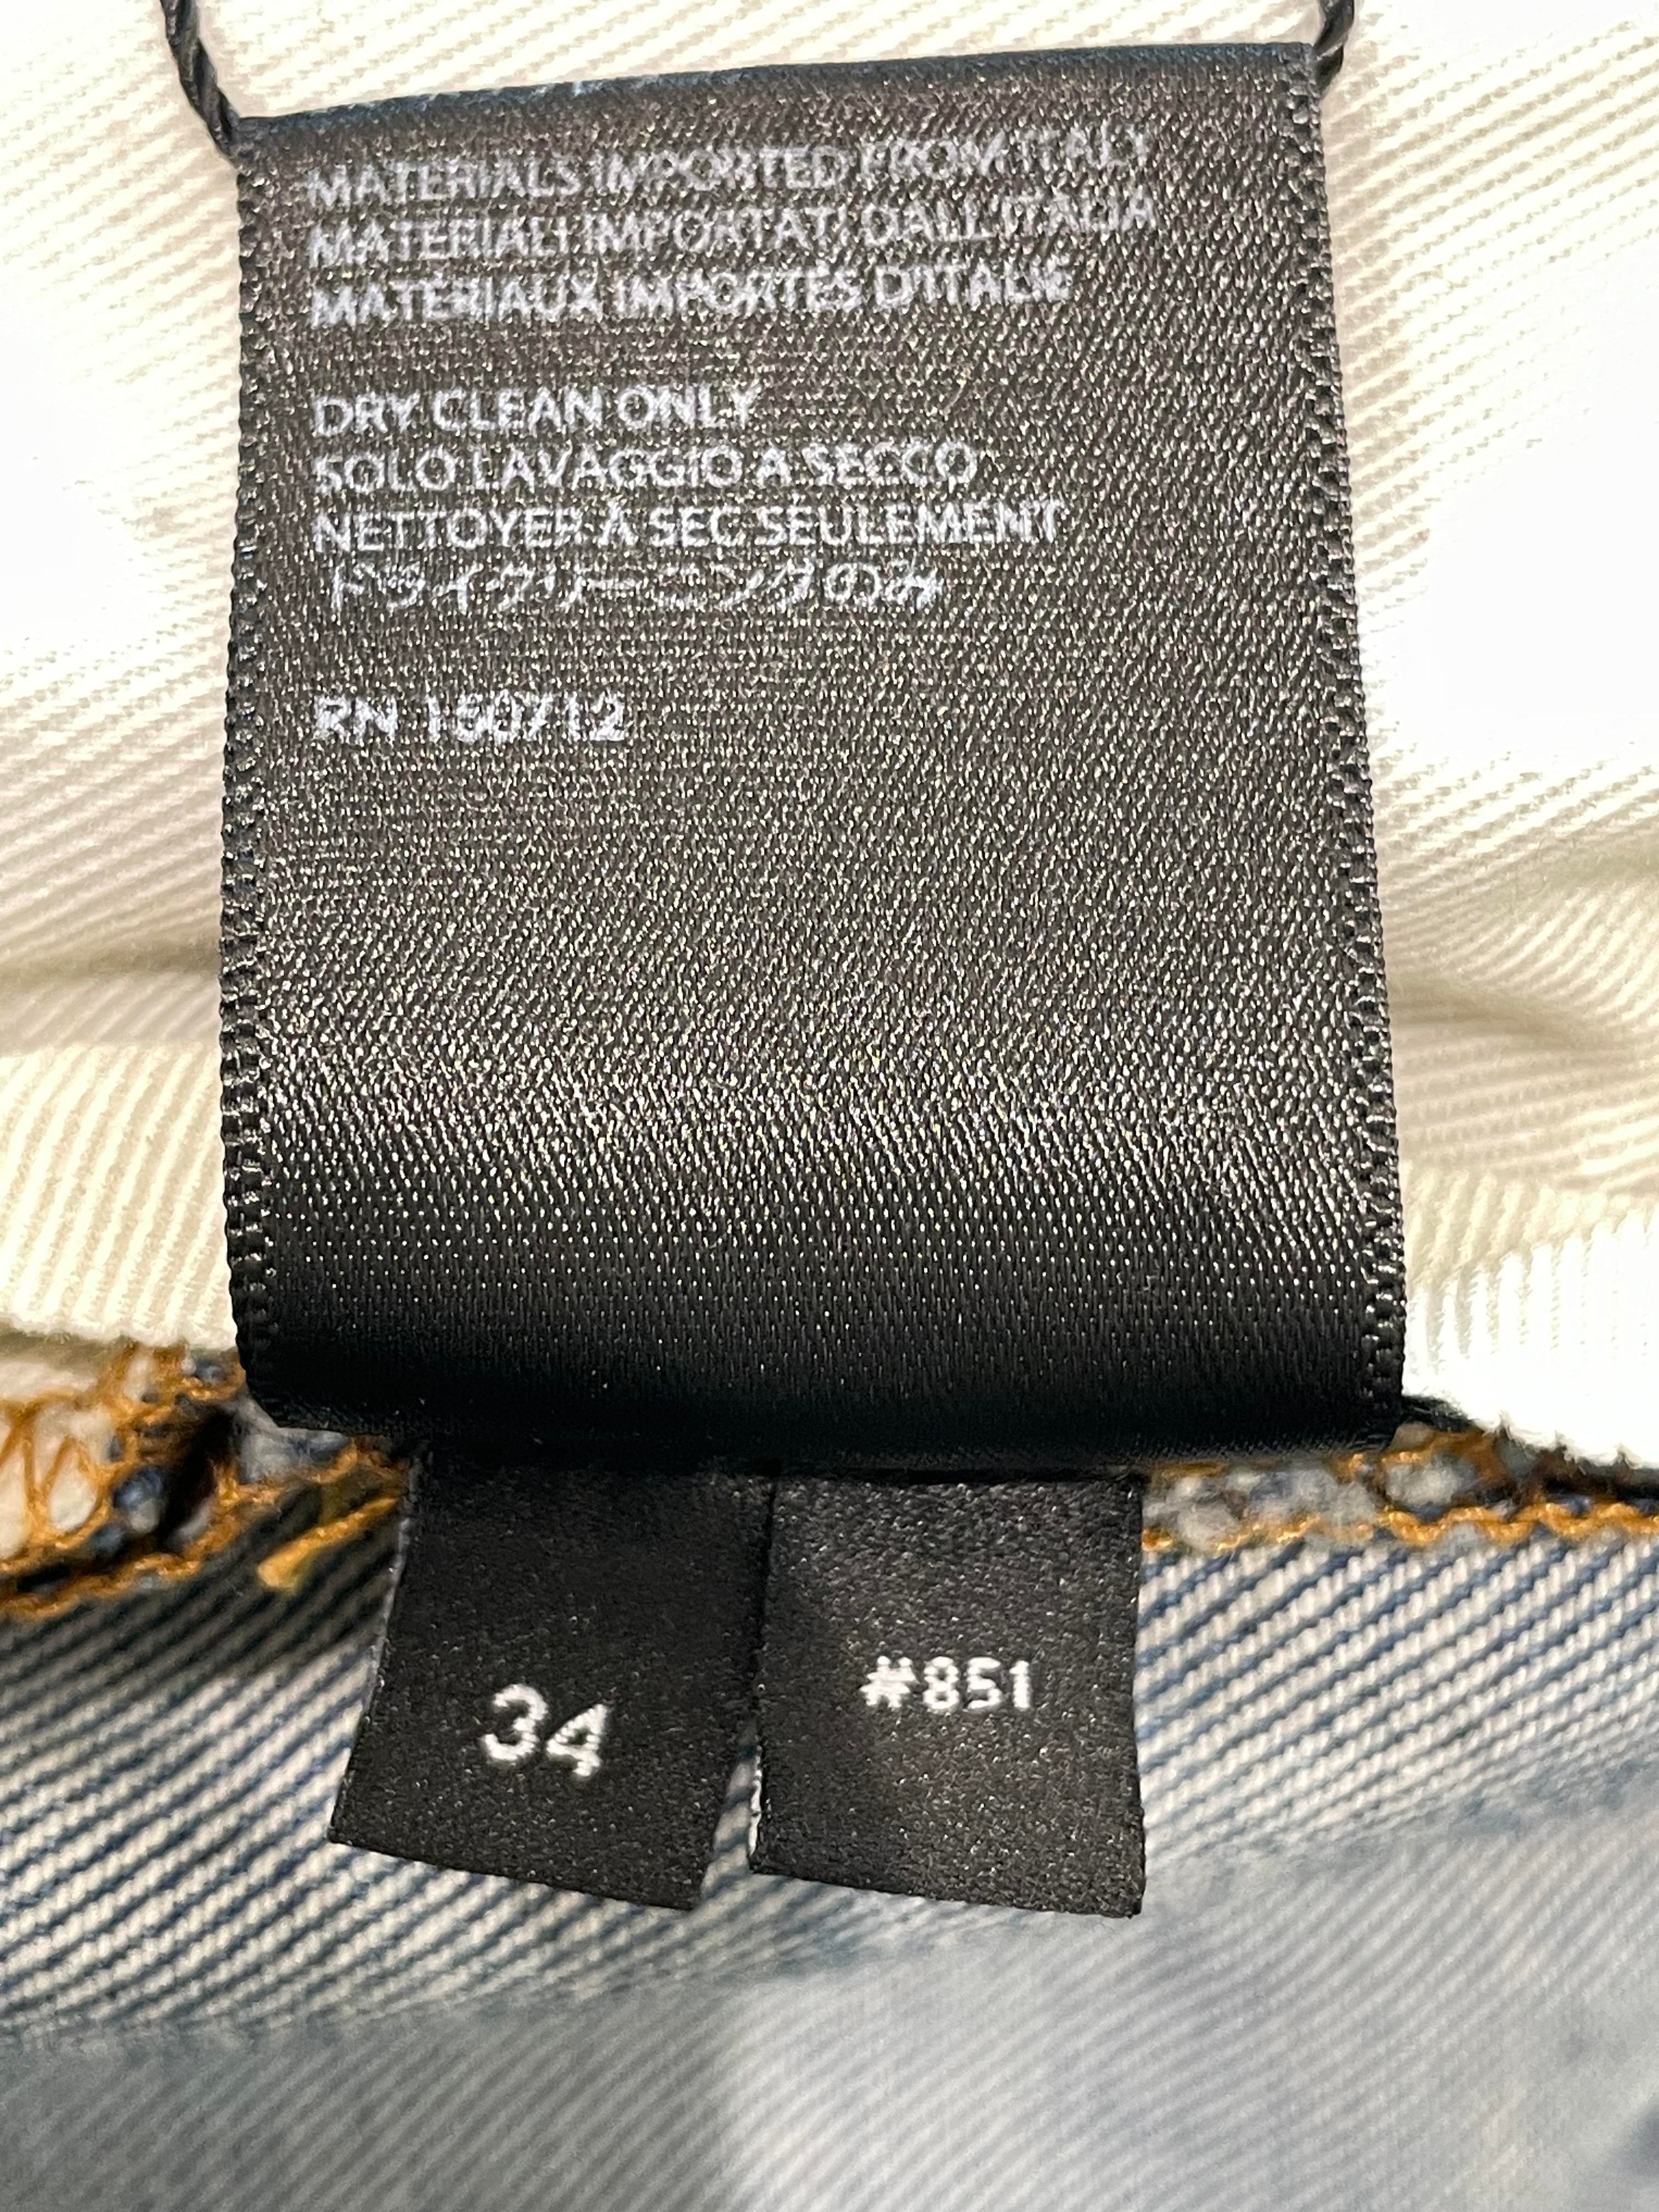 MATERIALS IMPORTED FROM ITALY
MATERIALI IMPORTATI DALL'ITALIA
MATERIAUX IMPORTÉS D'ITALIE
DRY CLEAN ONLY
SOLO LAVAGGIO A SECCO
NETTOYER À SEC SEULEMENT
ドライクリーニングのみ
RN 150712
34
#851